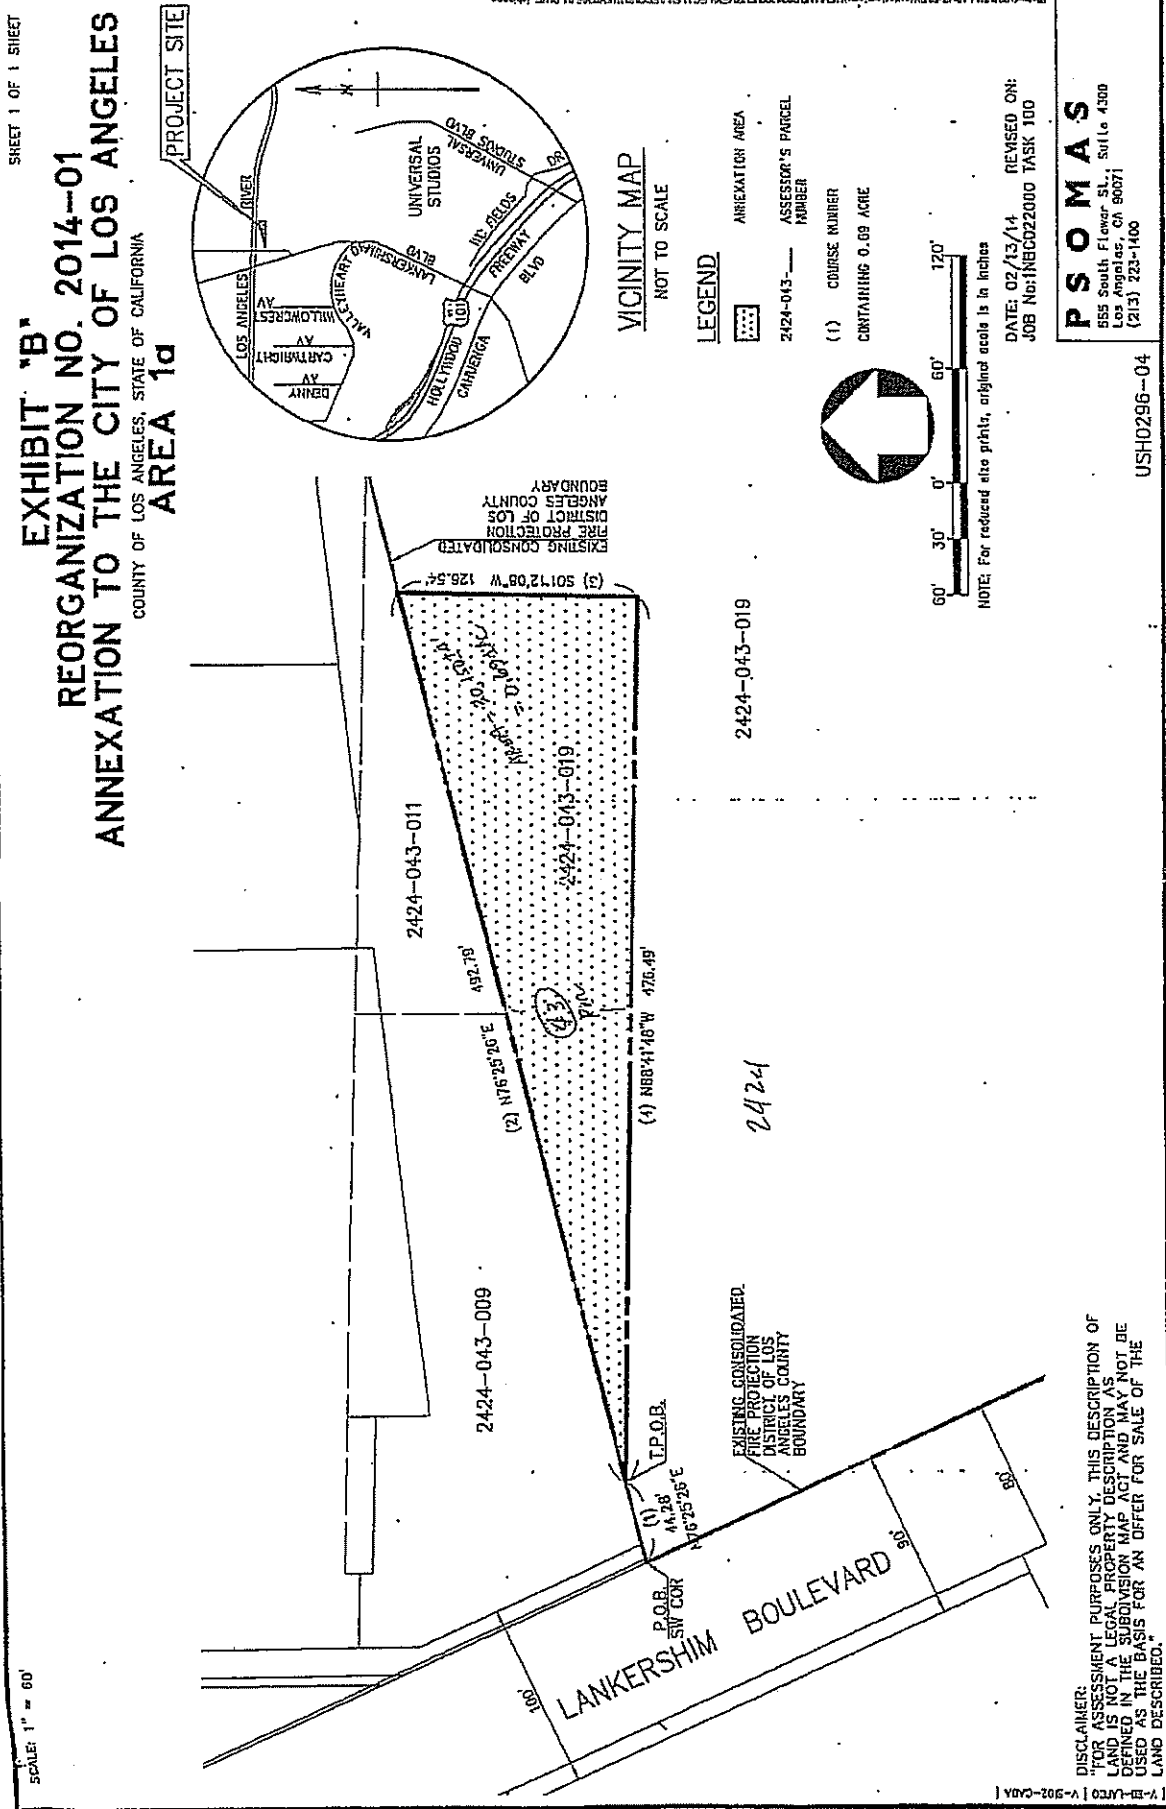 SCALE: 1" = 60'
SHEET 1 OF 1 SHEET
EXHIBIT "B"
REORGANIZATION NO. 2014-01
ANNEXATION TO THE CITY OF LOS ANGELES
COUNTY OF LOS ANGELES, STATE OF CALIFORNIA
AREA 1d
PROJECT SITE
LOS ANGELES
RIVER
DENNY
AV
CARTWRIGHT
AV
WILLOWCREST
AV
VALLEYHEART DR
LANKERSHIM
BLVD
UNIVERSAL
STUDIOS
UNIVERSAL
STUDIOS BLVD
HOLLYWOOD
FREEWAY
CAHUENGA
BLVD
WC FIELDS
DR
101
N
VICINITY MAP
NOT TO SCALE
LEGEND
ANNEXATION AREA
2424-043-___ ASSESSOR'S PARCEL
NUMBER
(1) COURSE NUMBER
CONTAINING 0.69 ACRE
2424-043-009
2424-043-011
(2) N76°25'26"E
492.79'
EXISTING CONSOLIDATED
FIRE PROTECTION
DISTRICT OF LOS
ANGELES COUNTY
BOUNDARY
(3) S01°12'08" W 126.54'
2424-043-019
43
(4) N88°41'48"W 476.49'
2424
2424-043-019
T.P.O.B.
(1)
44.28'
N76°25'26"E
P.O.B.
SW COR
EXISTING CONSOLIDATED
FIRE PROTECTION
DISTRICT OF LOS
ANGELES COUNTY
BOUNDARY
LANKERSHIM BOULEVARD
100'
90'
80'
60' 30' 0' 60' 120'
NOTE: For reduced size prints, original scale is in inches
DATE: 02/13/14 REVISED ON:
JOB No:1NBC022000 TASK 100
PSOMAS
555 South Flower St., Suite 4300
Los Angeles, CA 90071
(213) 223-1400
USH0296-04
DISCLAIMER:
"FOR ASSESSMENT PURPOSES ONLY. THIS DESCRIPTION OF
LAND IS NOT A LEGAL PROPERTY DESCRIPTION AS
DEFINED IN THE SUBDIVISION MAP ACT AND MAY NOT BE
USED AS THE BASIS FOR AN OFFER FOR SALE OF THE
LAND DESCRIBED."